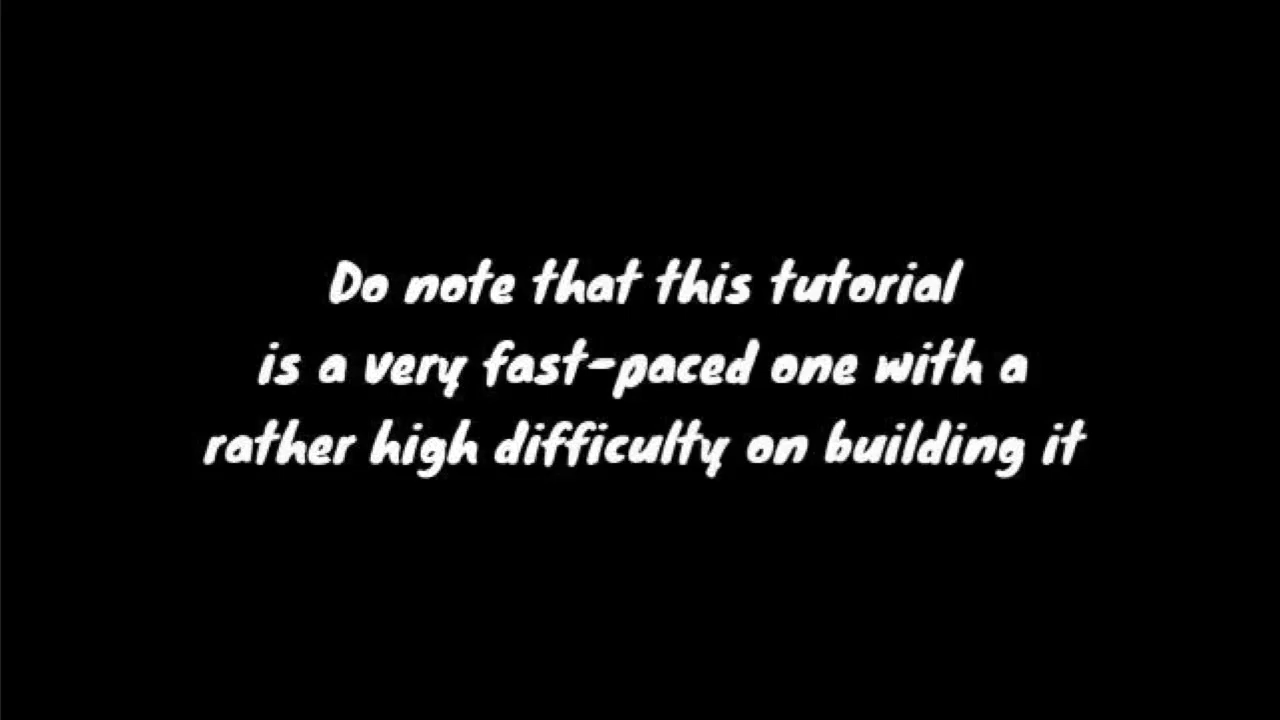 Do note that this tutorial
is a very fast-paced one with a
rather high difficulty on building it